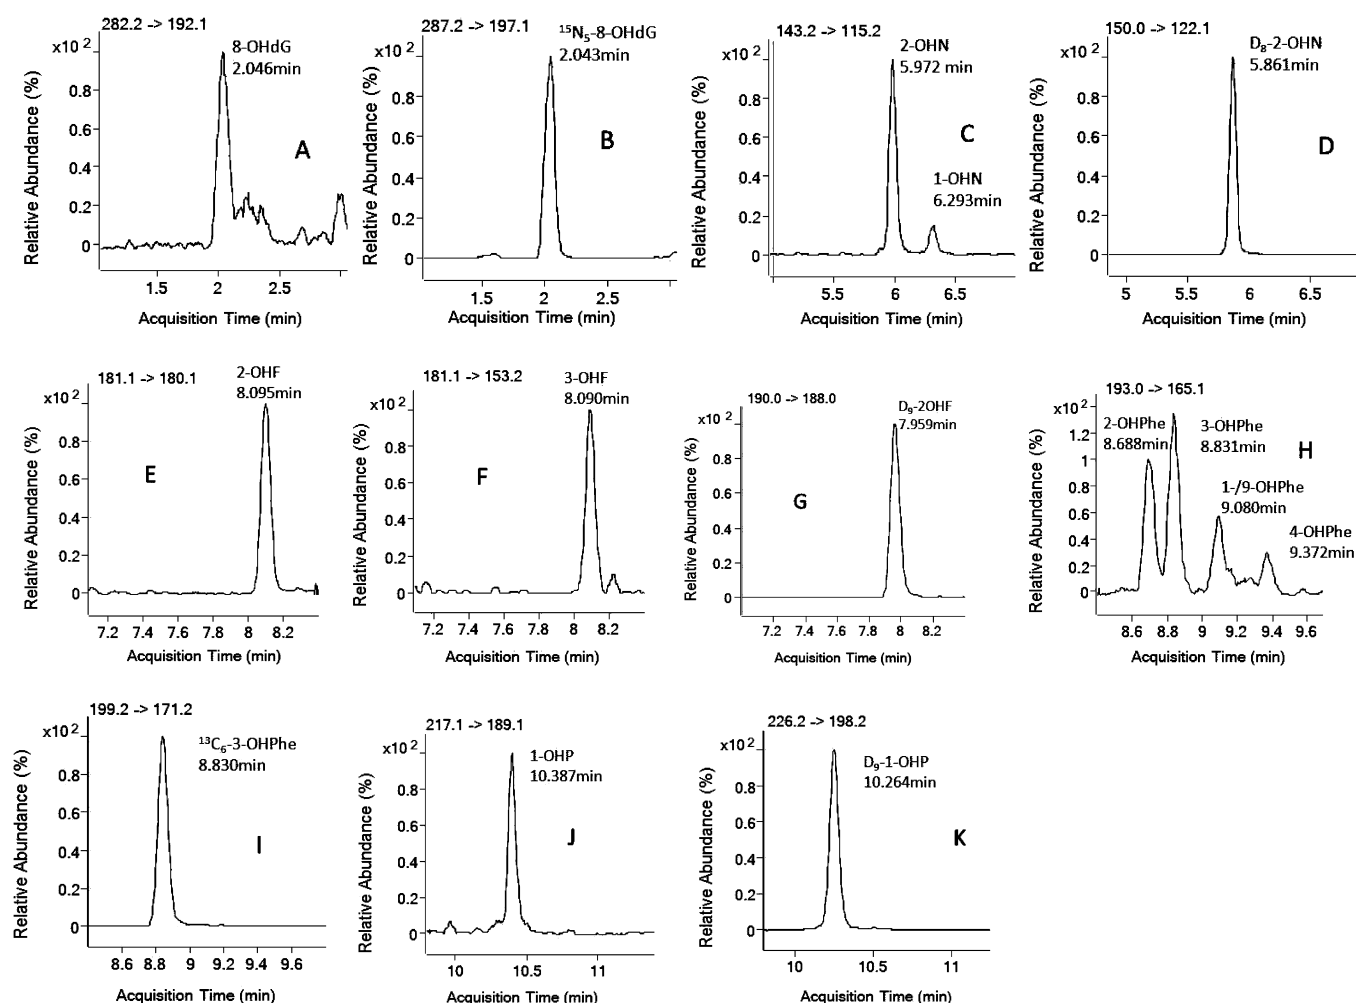 282.2 -> 192.1
8-OHdG
2.046min
x10 2
0.8
0.6
0.4
0.2
0
Relative Abundance (%)
A
1.5 2 2.5
Acquisition Time (min)
287.2 -> 197.1
15N5-8-OHdG
2.043min
x10 2
0.8
0.6
0.4
0.2
0
Relative Abundance (%)
B
1.5 2 2.5
Acquisition Time (min)
143.2 -> 115.2
2-OHN
5.972 min
x10 2
0.8
0.6
0.4
0.2
0
Relative Abundance (%)
C
1-OHN
6.293min
5.5 6 6.5
Acquisition Time (min)
150.0 -> 122.1
D8-2-OHN
5.861min
x10 2
0.8
0.6
0.4
0.2
0
Relative Abundance (%)
D
5 5.5 6 6.5
Acquisition Time (min)
181.1 -> 180.1
2-OHF
8.095min
x10 2
0.8
0.6
0.4
0.2
0
Relative Abundance (%)
E
7.2 7.4 7.6 7.8 8 8.2
Acquisition Time (min)
181.1 -> 153.2
3-OHF
8.090min
x10 2
0.8
0.6
0.4
0.2
0
Relative Abundance (%)
F
7.2 7.4 7.6 7.8 8 8.2
Acquisition Time (min)
190.0 -> 188.0
D9-2OHF
7.959min
x10 2
0.8
0.6
0.4
0.2
0
Relative Abundance (%)
G
7.2 7.4 7.6 7.8 8 8.2
Acquisition Time (min)
193.0 -> 165.1
x10 2
1.2
1
0.8
0.6
0.4
0.2
0
Relative Abundance (%)
2-OHPhe
8.688min
3-OHPhe
8.831min
H
1-/9-OHPhe
9.080min
4-OHPhe
9.372min
8.6 8.8 9 9.2 9.4 9.6
Acquisition Time (min)
199.2 -> 171.2
13C6-3-OHPhe
8.830min
x10 2
0.8
0.6
0.4
0.2
0
Relative Abundance (%)
I
8.6 8.8 9 9.2 9.4 9.6
Acquisition Time (min)
217.1 -> 189.1
1-OHP
10.387min
x10 2
0.8
0.6
0.4
0.2
0
Relative Abundance (%)
J
10 10.5 11
Acquisition Time (min)
226.2 -> 198.2
D9-1-OHP
10.264min
x10 2
0.8
0.6
0.4
0.2
0
Relative Abundance (%)
K
10 10.5 11
Acquisition Time (min)